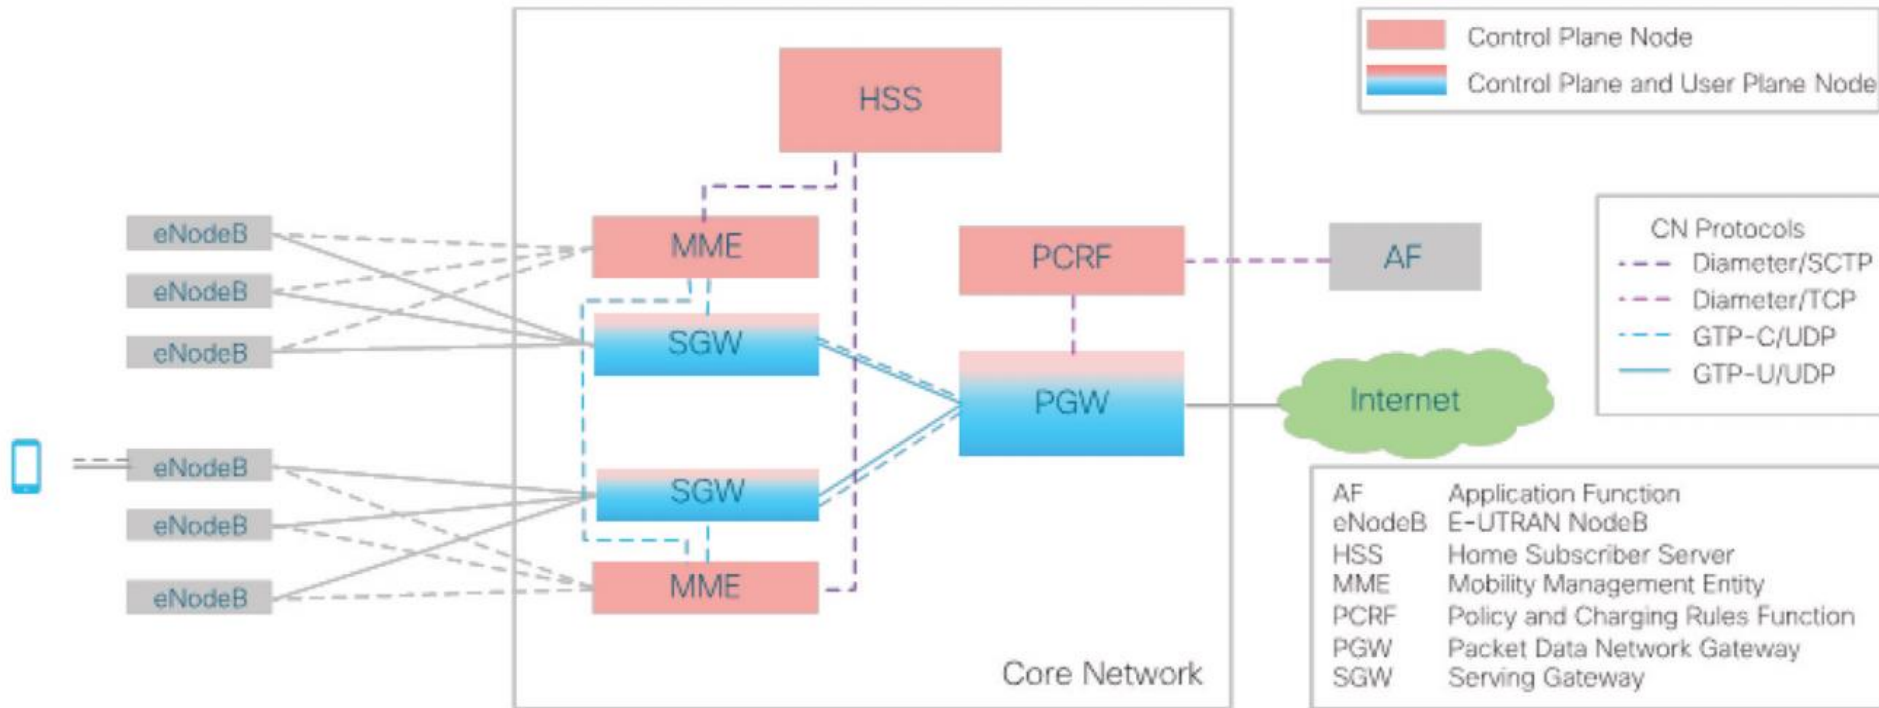 Control Plane Node
Control Plane and User Plane Node
HSS
eNodeB
MME
PCRF
AF
CN Protocols
Diameter/SCTP
Diameter/TCP
GTP-C/UDP
GTP-U/UDP
eNodeB
eNodeB
SGW
PGW
Internet
eNodeB
SGW
eNodeB
eNodeB
MME
Core Network
AF Application Function
eNodeB E-UTRAN NodeB
HSS Home Subscriber Server
MME Mobility Management Entity
PCRF Policy and Charging Rules Function
PGW Packet Data Network Gateway
SGW Serving Gateway